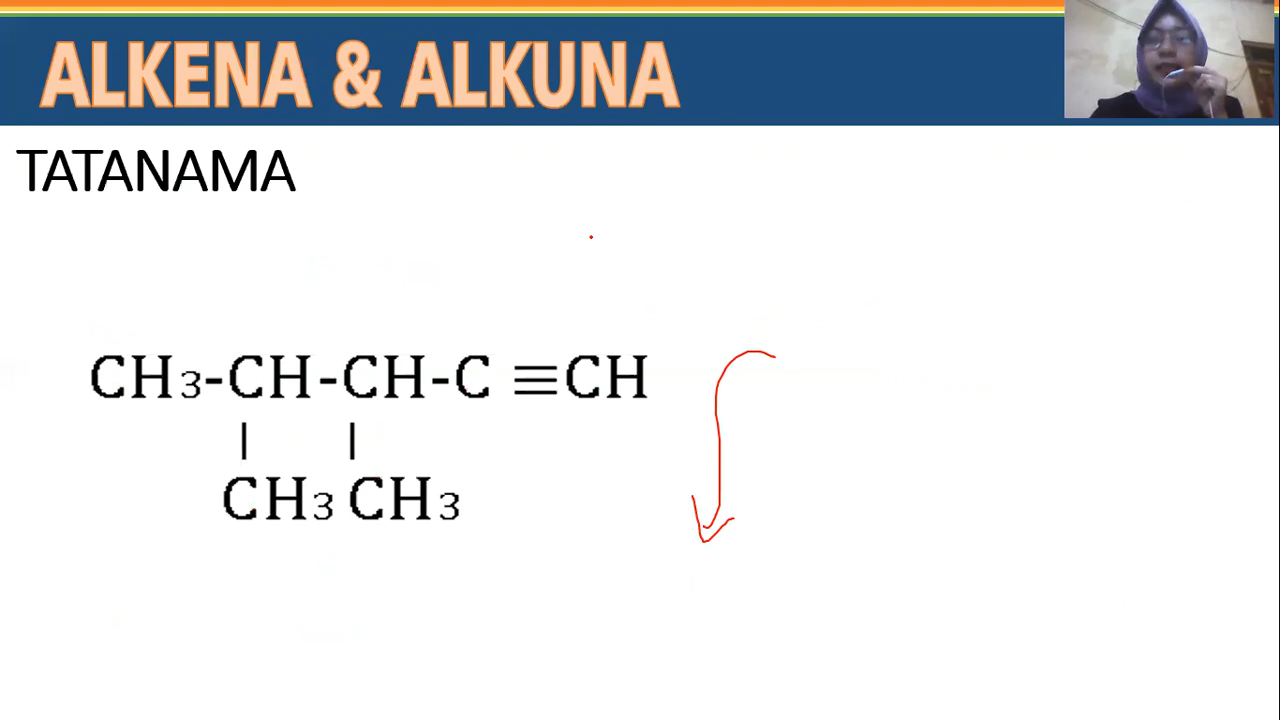 ALKENA & ALKUNA
TATANAMA
CH3-CH-CH-C ≡CH
| |
CH3 CH3